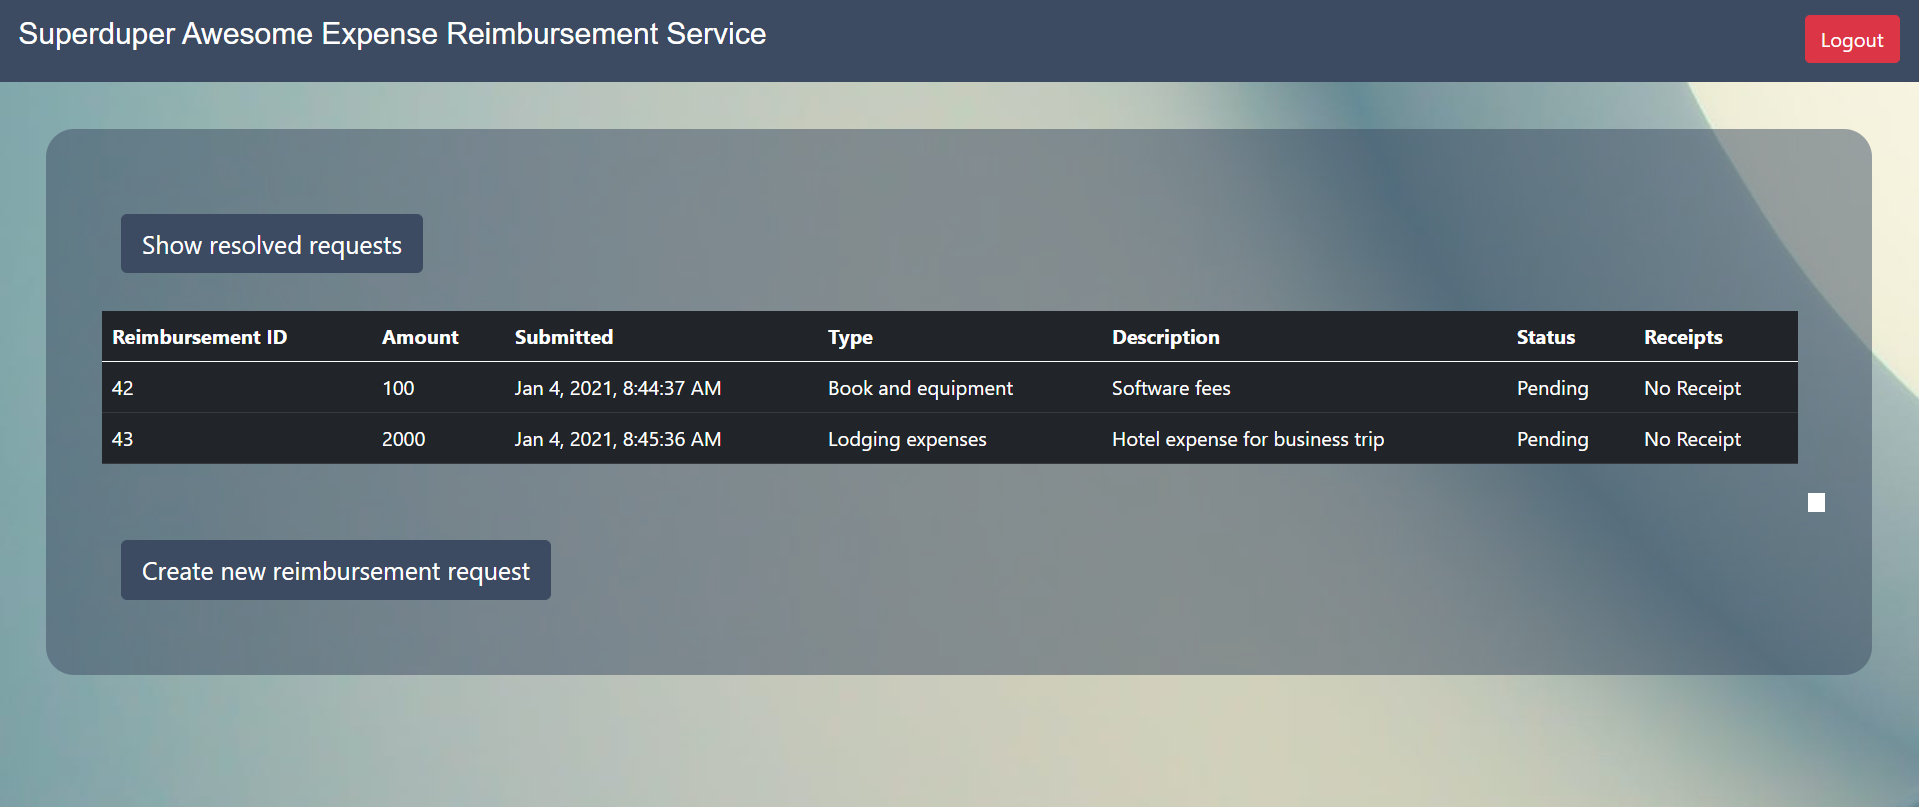 Superduper Awesome Expense Reimbursement Service
Logout
Show resolved requests
Reimbursement ID Amount Submitted Type Description Status Receipts
42 100 Jan 4, 2021, 8:44:37 AM Book and equipment Software fees Pending No Receipt
43 2000 Jan 4, 2021, 8:45:36 AM Lodging expenses Hotel expense for business trip Pending No Receipt
Create new reimbursement request